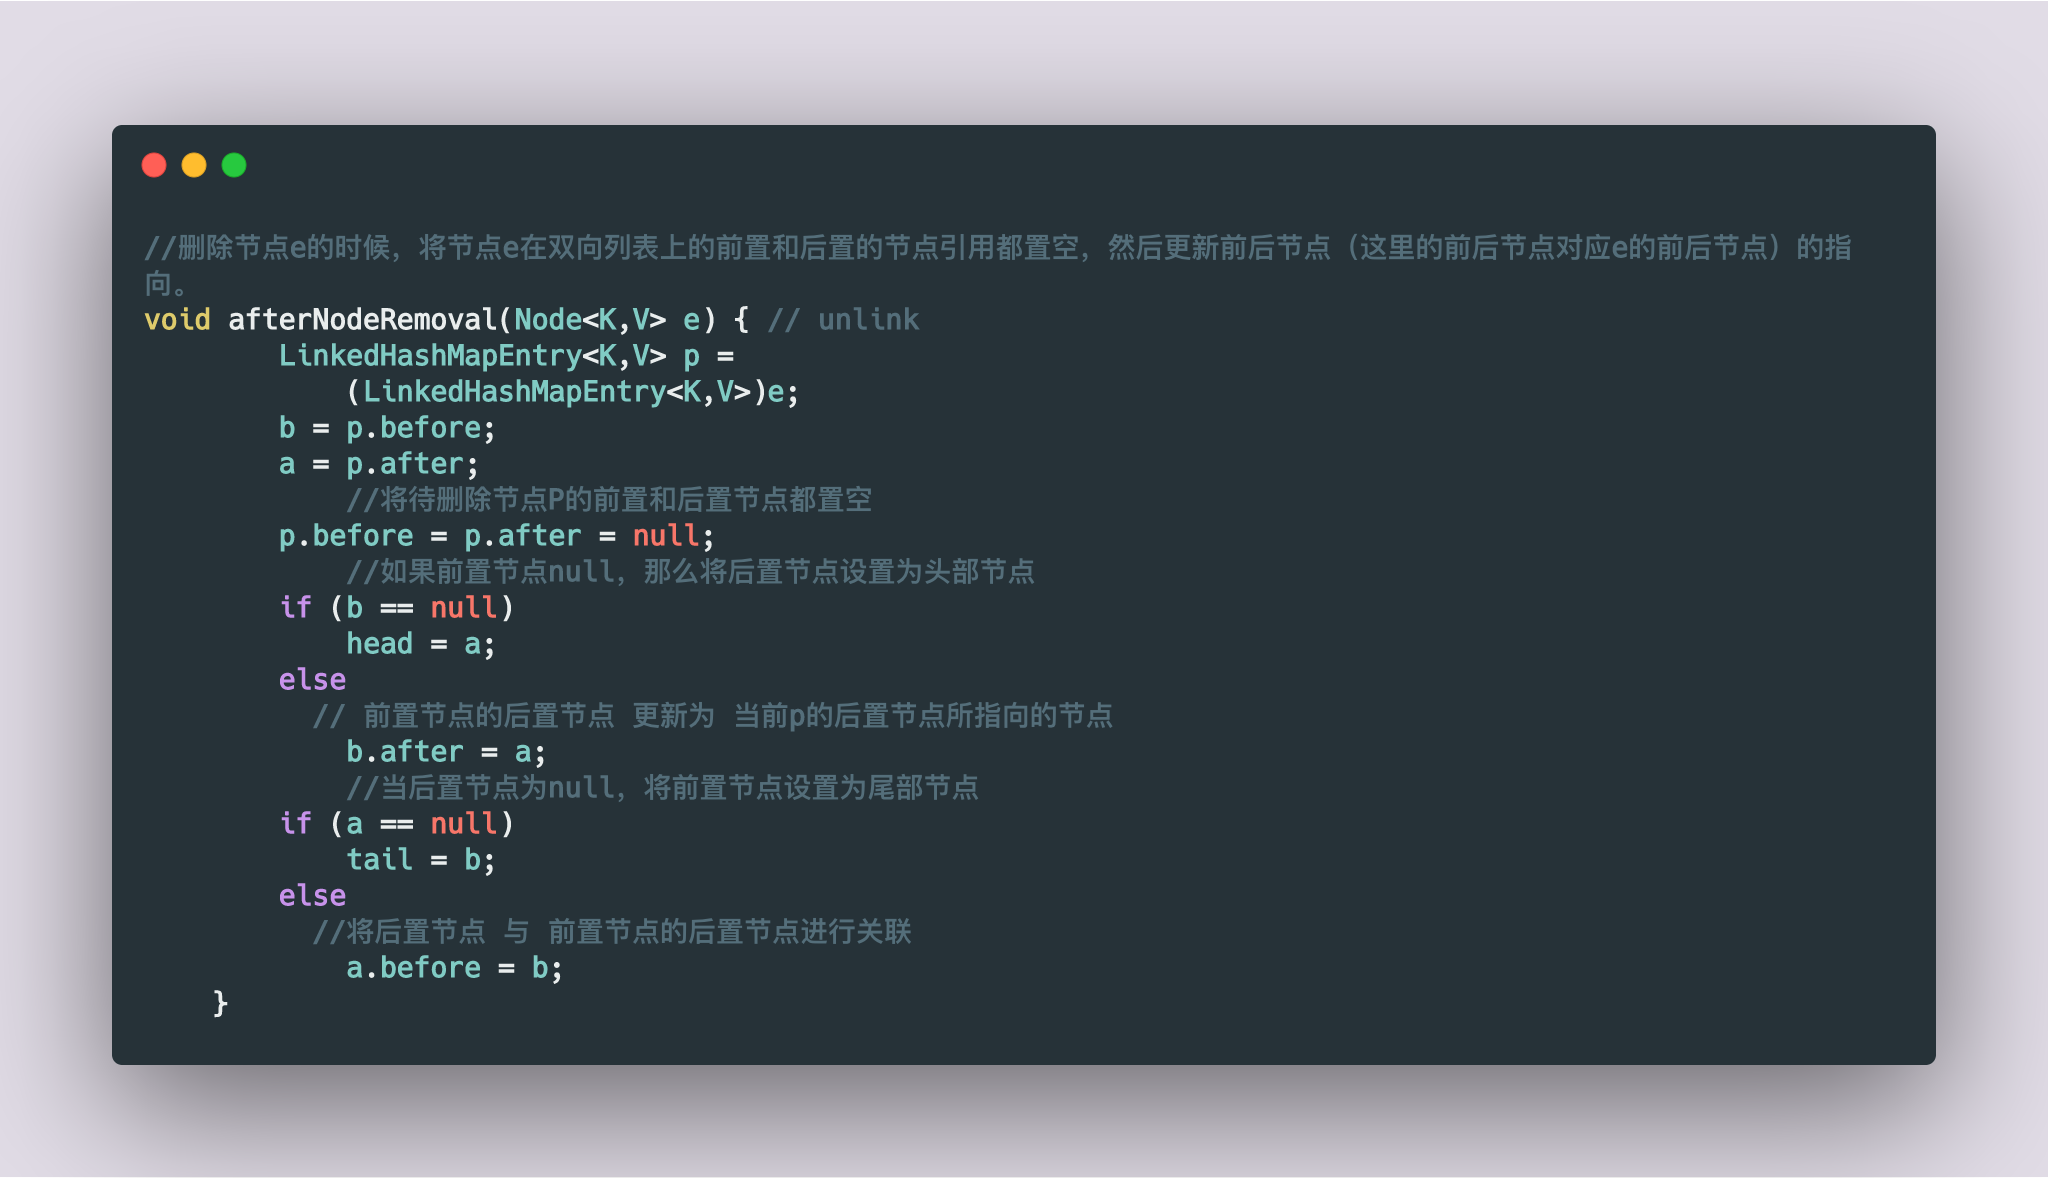 //删除节点e的时候，将节点e在双向列表上的前置和后置的节点引用都置空，然后更新前后节点（这里的前后节点对应e的前后节点）的指
向。
void afterNodeRemoval(Node<K,V> e) { // unlink
        LinkedHashMapEntry<K,V> p =
            (LinkedHashMapEntry<K,V>)e;
        b = p.before;
        a = p.after;
            //将待删除节点P的前置和后置节点都置空
        p.before = p.after = null;
            //如果前置节点null，那么将后置节点设置为头部节点
        if (b == null)
            head = a;
        else
          // 前置节点的后置节点 更新为 当前p的后置节点所指向的节点
            b.after = a;
            //当后置节点为null，将前置节点设置为尾部节点
        if (a == null)
            tail = b;
        else
          //将后置节点 与 前置节点的后置节点进行关联
            a.before = b;
    }